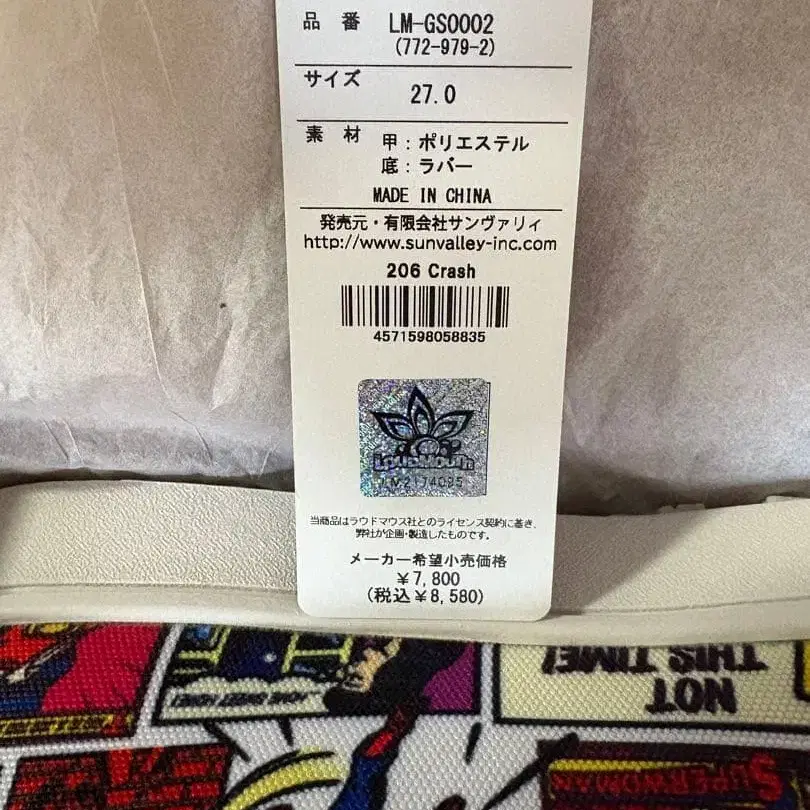 品 番 LM-GS0002
(772-979-2)
サイズ 27.0
素 材 甲：ポリエステル
底：ラバー
MADE IN CHINA
発売元・有限会社サンヴァリィ
http://www.sunvalley-inc.com
206 Crash
4571598058835
LOUDMOUTH
当商品はラウドマウス社とのライセンス契約に基き、
弊社が企画・製造したものです。
メーカー希望小売価格
￥7,800
(税込￥8,580)
NOT
THIS TIME!
SUPERWOMAN